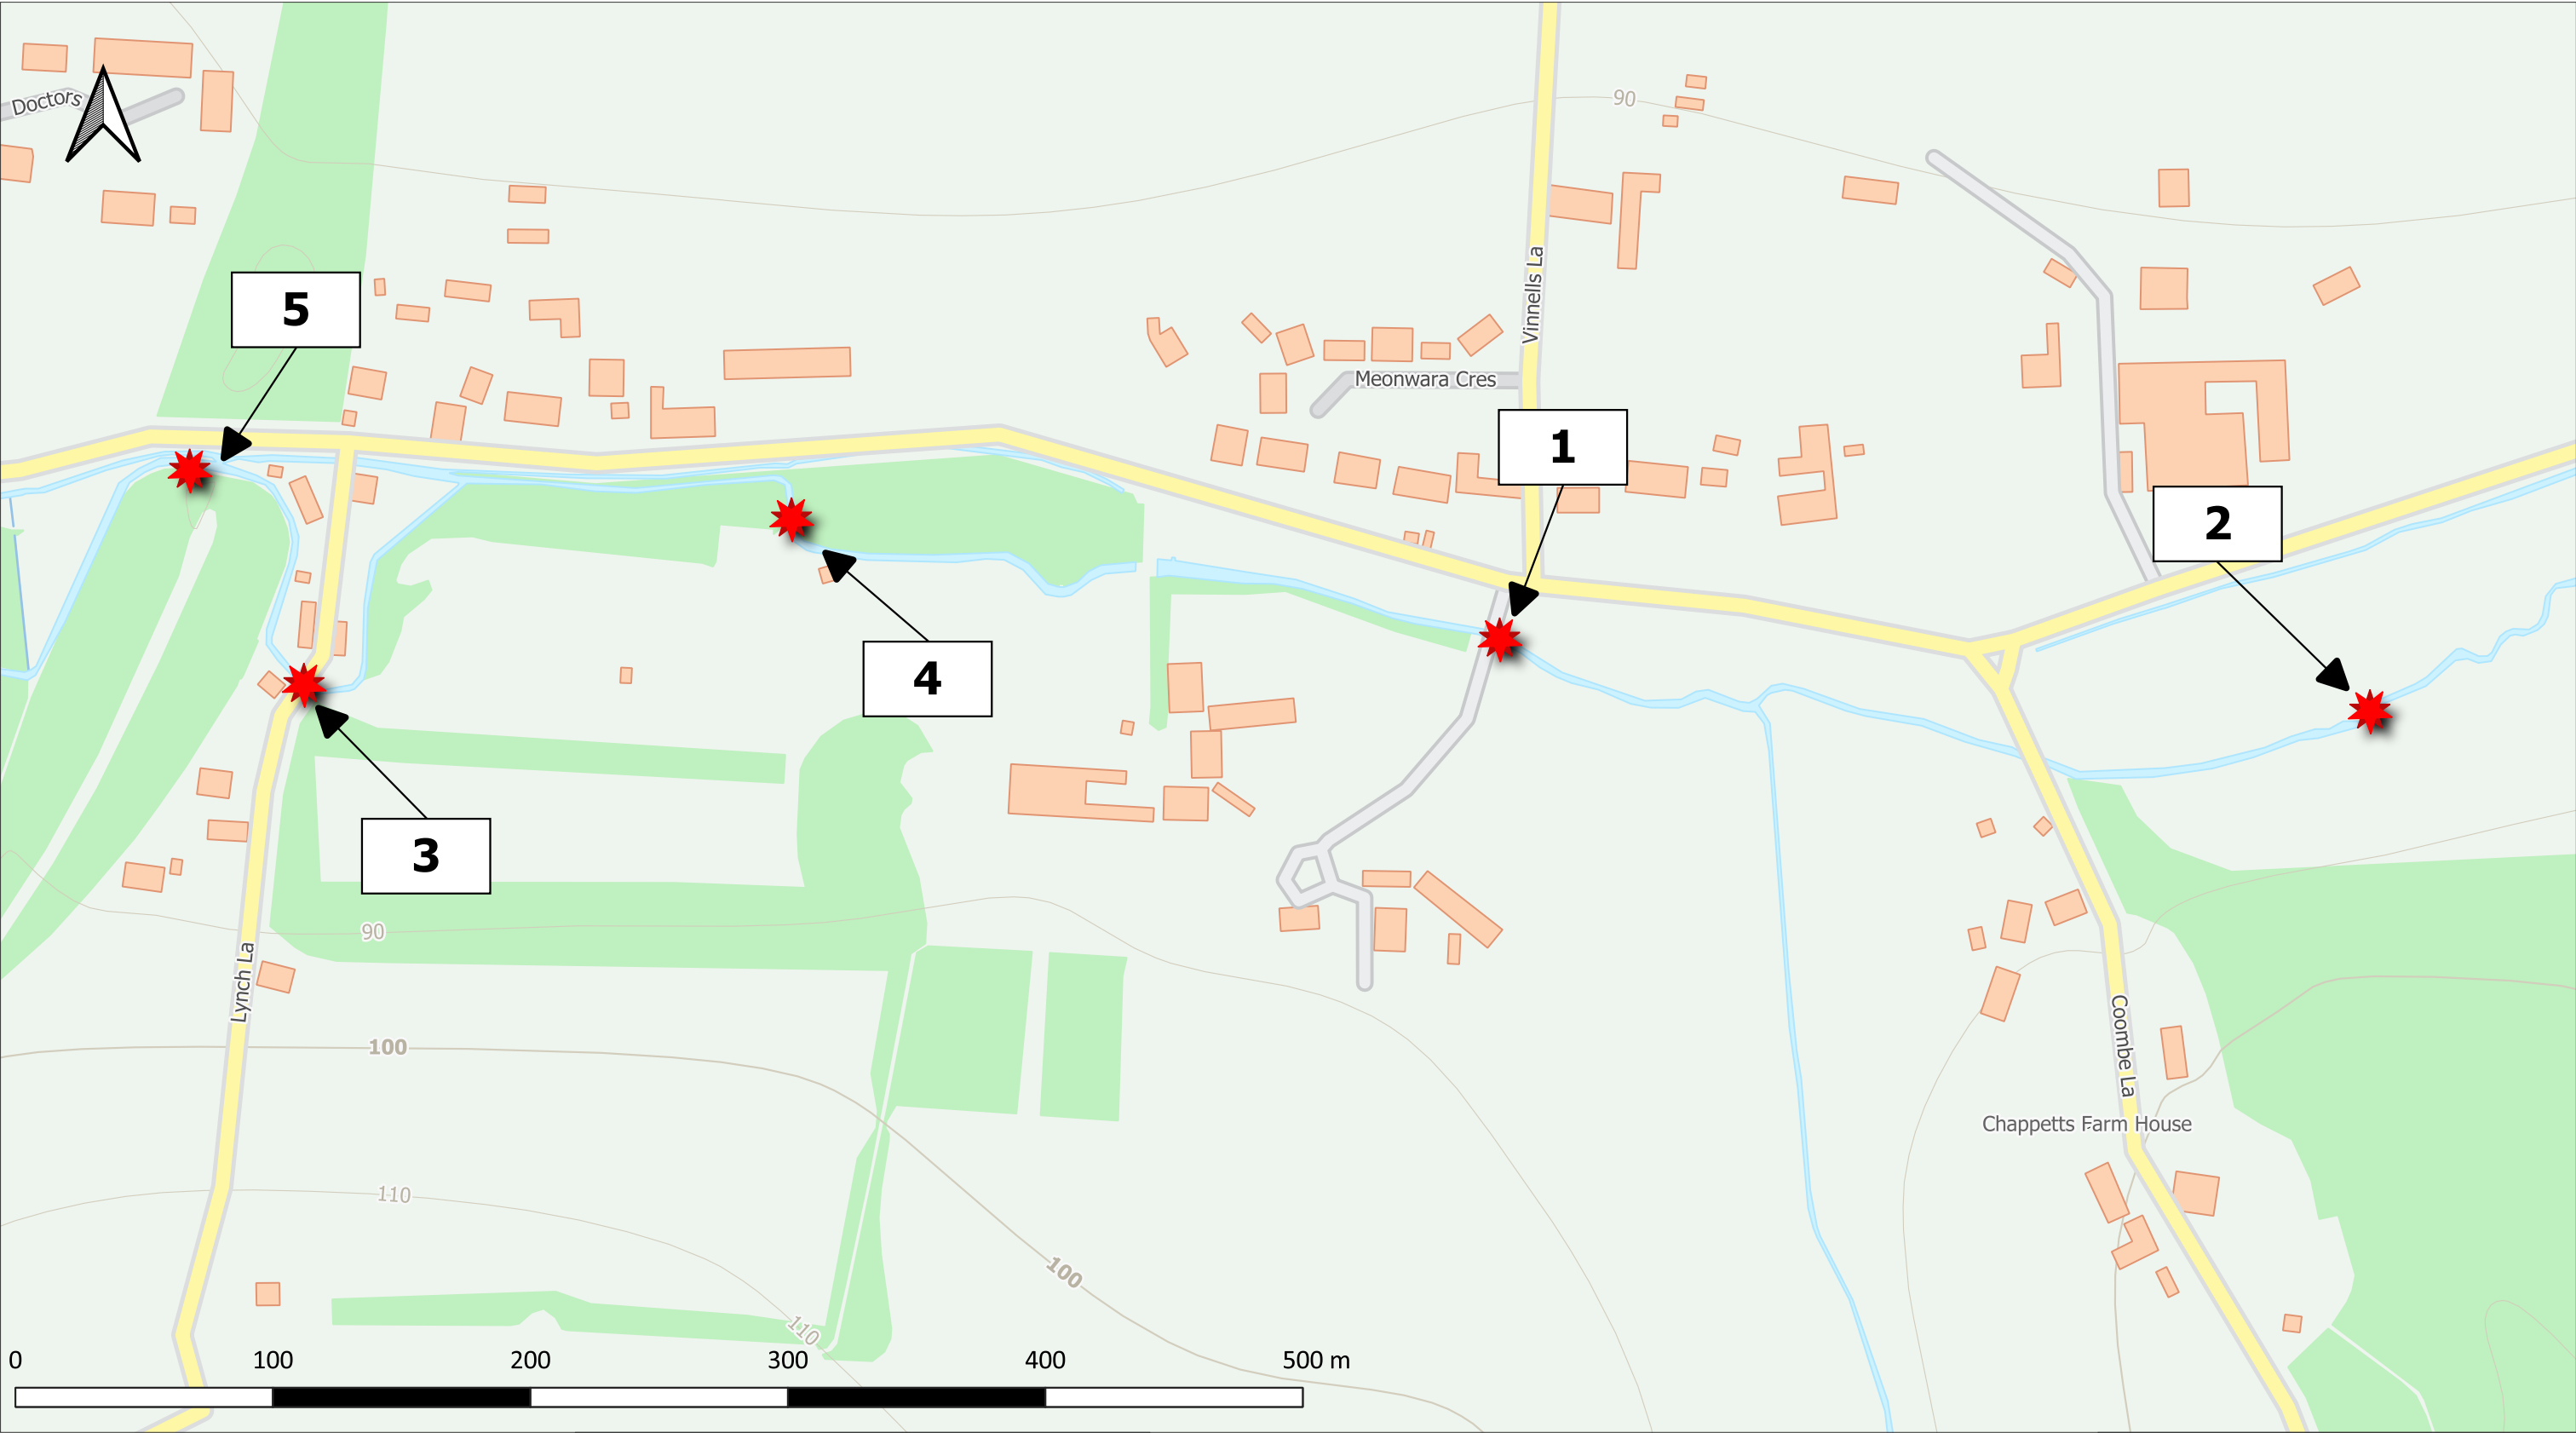 Doctors
90
5
Vinnells La
Meonwara Cres
1
2
4
3
90
Lynch La
100
Coombe La
Chappetts Farm House
110
100
110
0 100 200 300 400 500 m